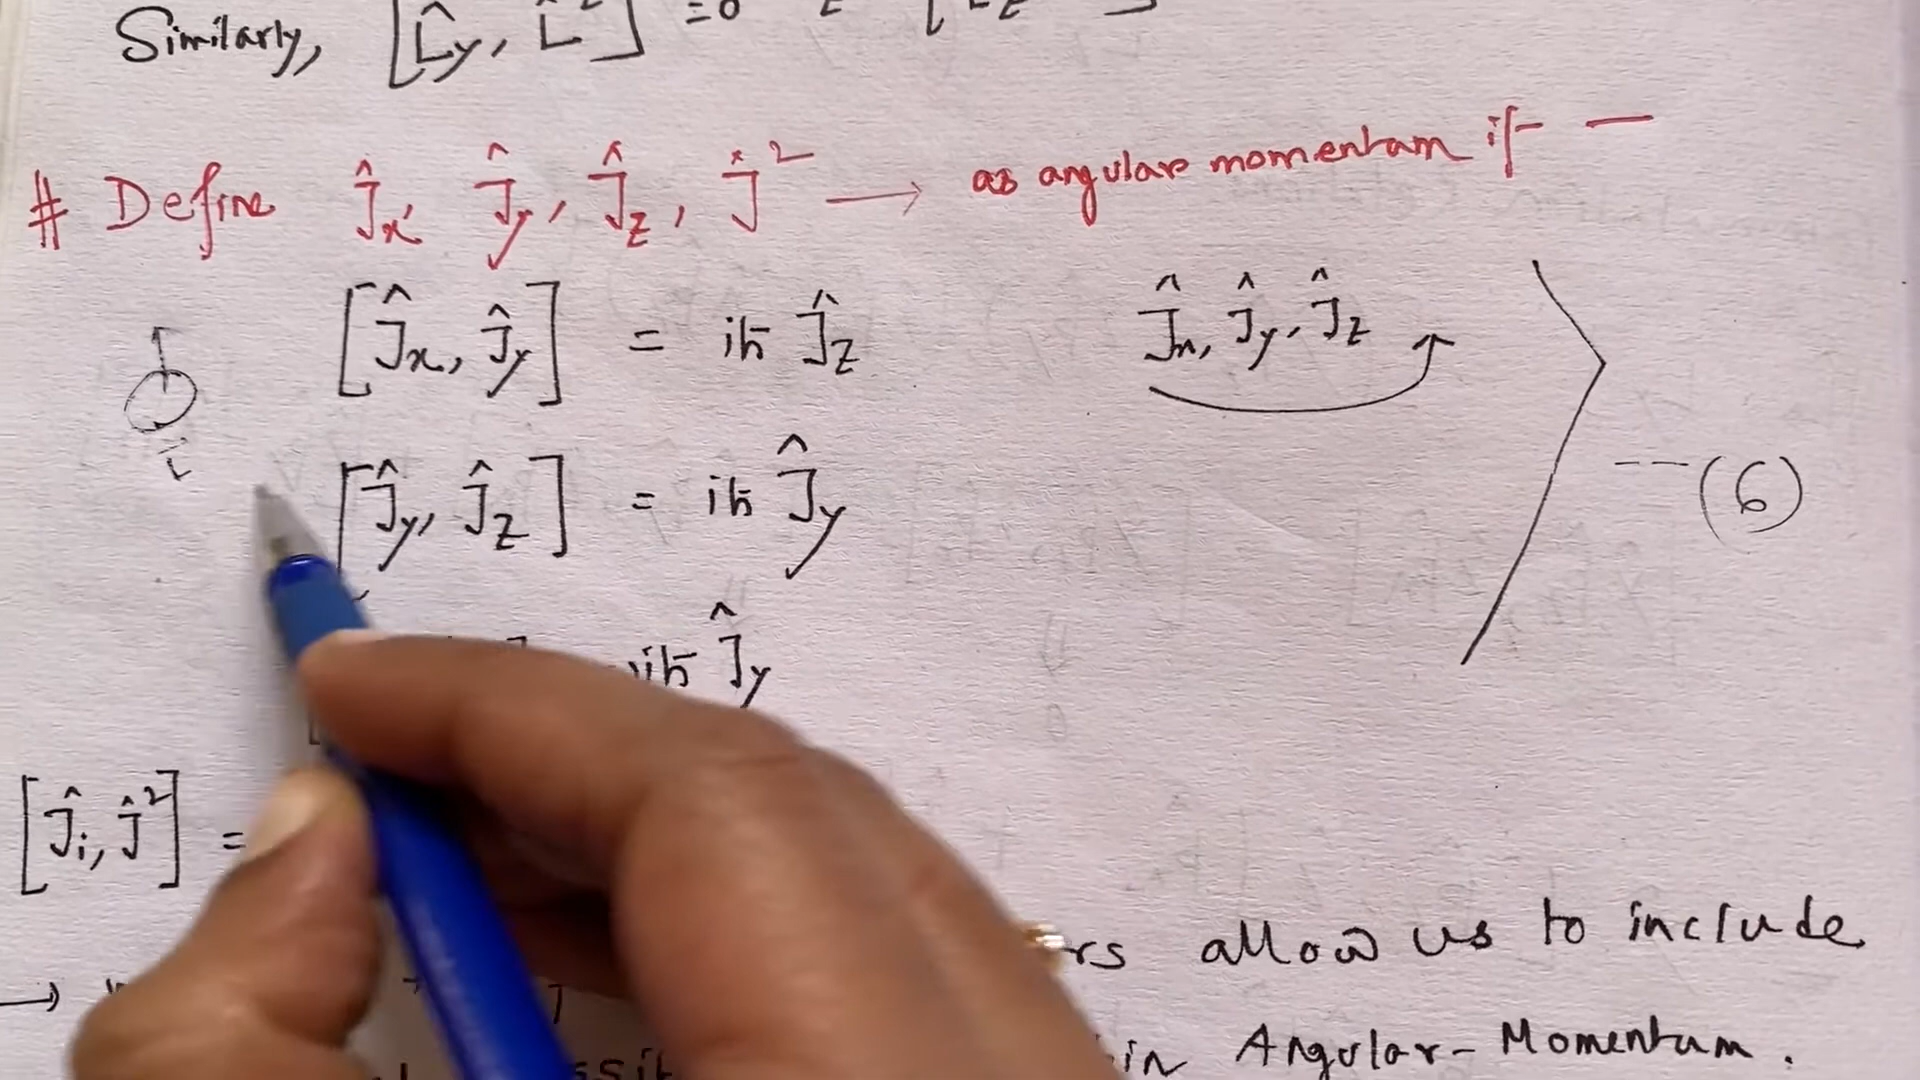 Similarly, [L̂y, L̂²] = 0
# Define Ĵx, Ĵy, Ĵz, Ĵ² → as angular momentum if —
[Ĵx, Ĵy] = iħ Ĵz
Ĵx, Ĵy, Ĵz
[Ĵy, Ĵz] = iħ Ĵy
--(6)
iħ Ĵy
[Ĵi, Ĵ²] =
allow us to include
Angular-Momentum.